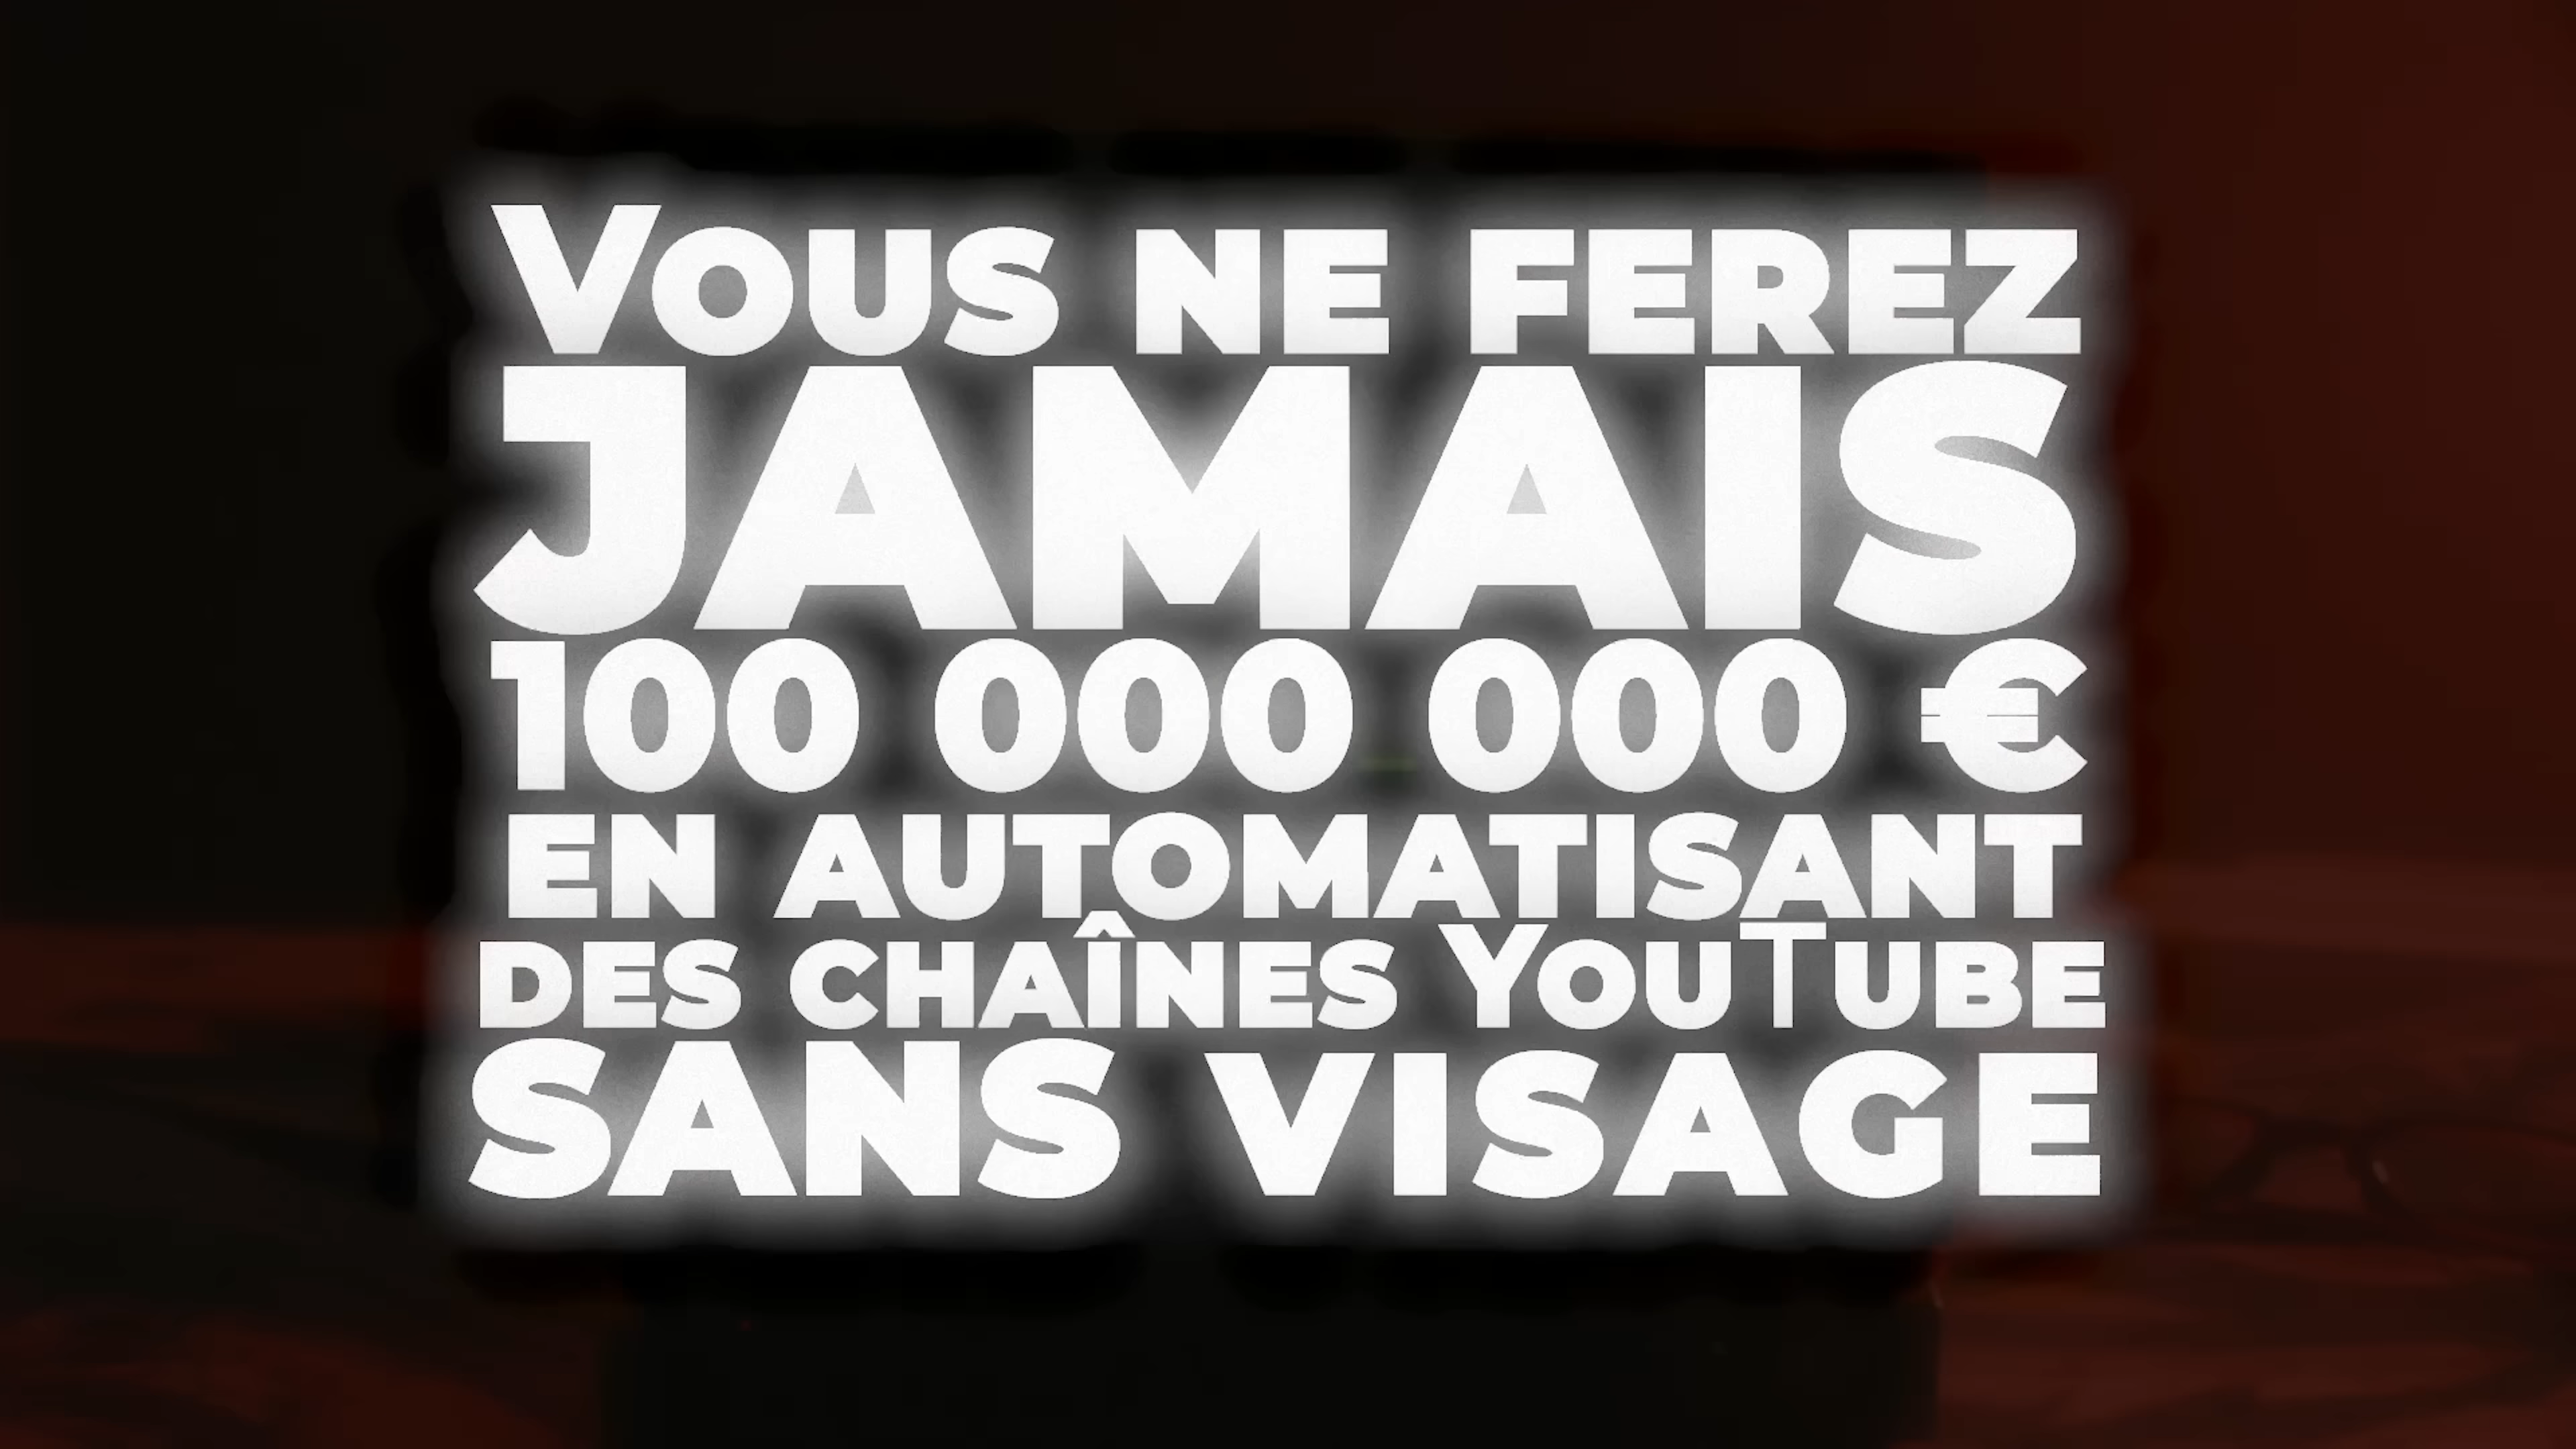 Vous ne ferez
JAMAIS
100 000 000 €
en automatisant
des chaînes YouTube
sans visage